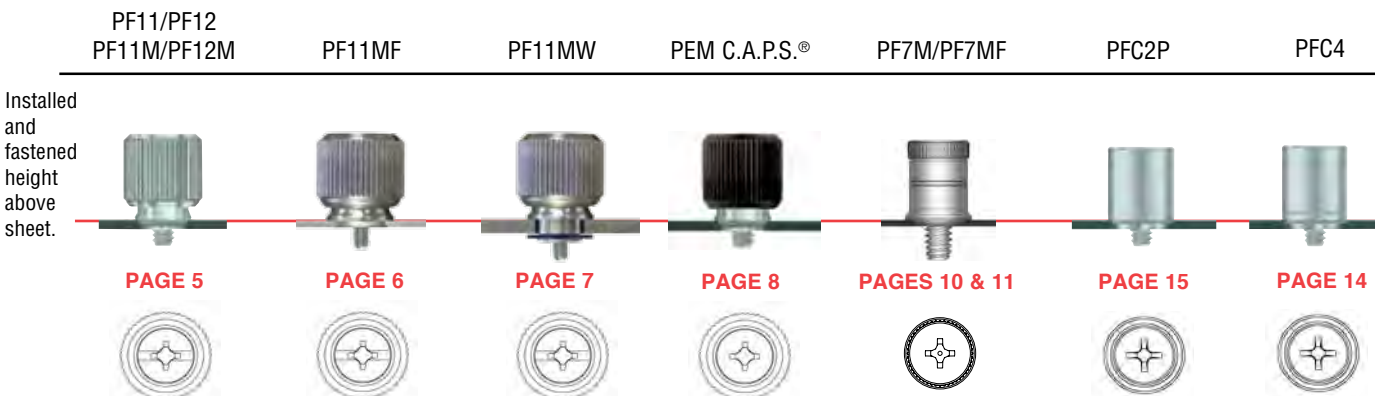 PF11/PF12
PF11M/PF12M
PF11MF
PF11MW
PEM C.A.P.S.®
PF7M/PF7MF
PFC2P
PFC4
Installed
and
fastened
height
above
sheet.
PAGE 5
PAGE 6
PAGE 7
PAGE 8
PAGES 10 & 11
PAGE 15
PAGE 14